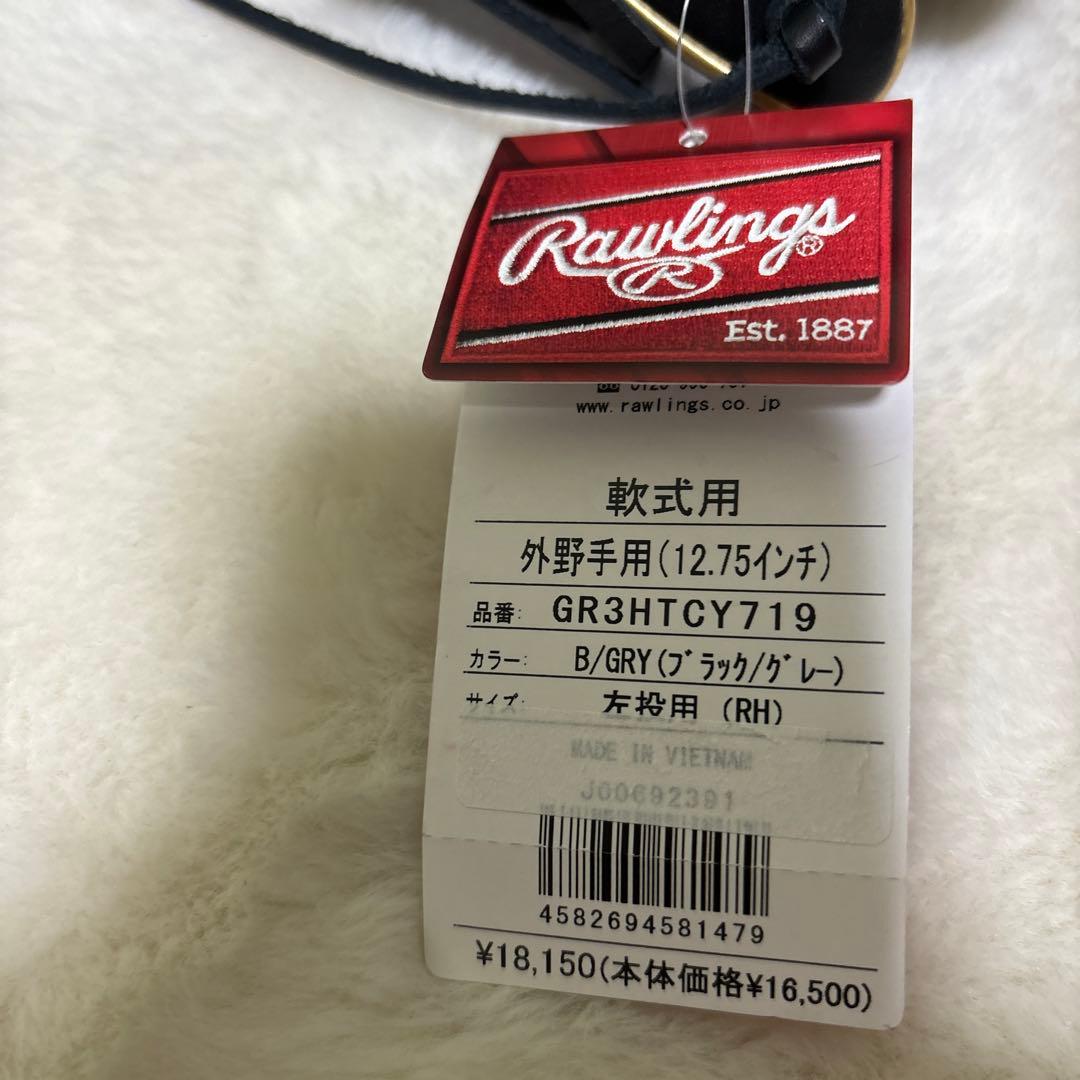 Rawlings®
R
Est. 1887
www.rawlings.co.jp
軟式用
外野手用(12.75インチ)
品番: GR3HTCY719
カラー: B/GRY(ブラック/グレー)
サイズ: 左投用 (RH)
MADE IN VIETNAM
J00692391
4582694581479
¥18,150(本体価格¥16,500)